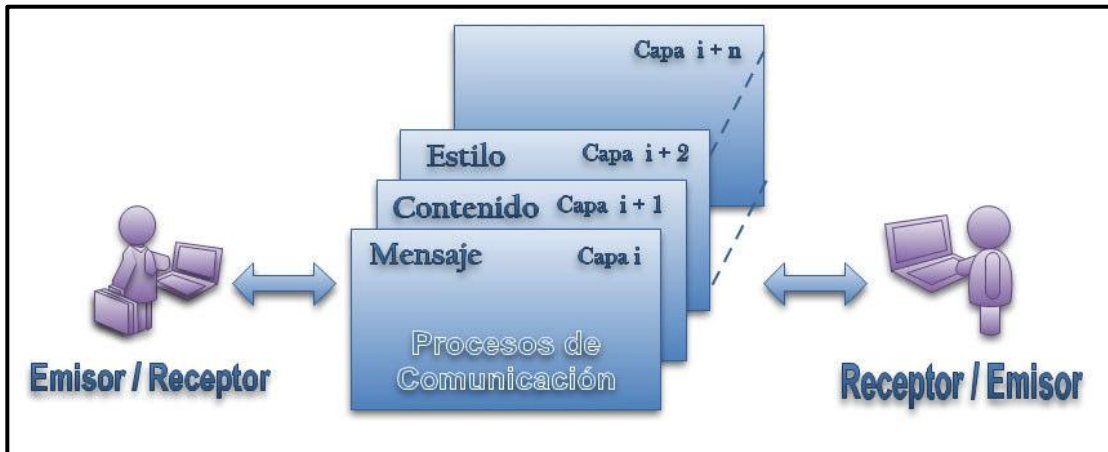 Capa i + n
Estilo Capa i + 2
Contenido Capa i + 1
Mensaje Capa i
Procesos de
Comunicación
Emisor / Receptor
Receptor / Emisor